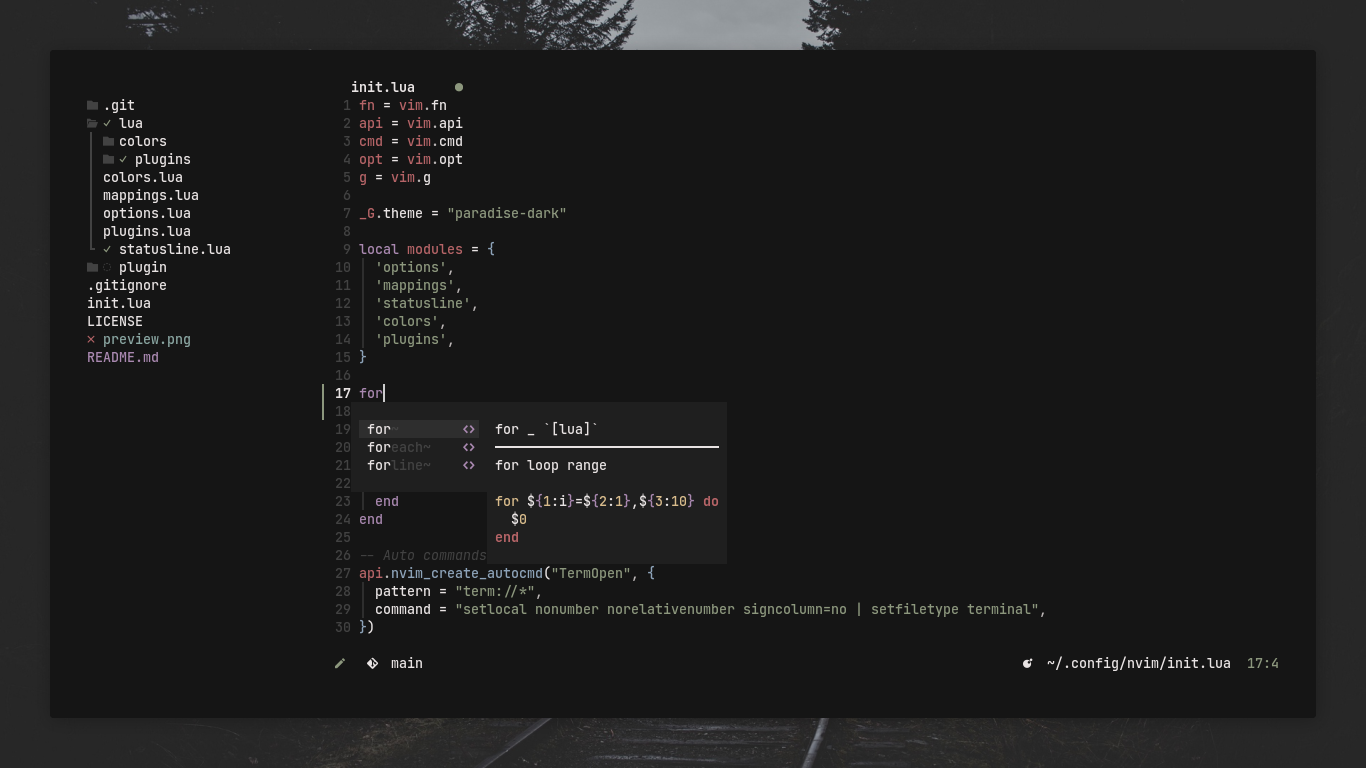 .git
lua
colors
plugins
colors.lua
mappings.lua
options.lua
plugins.lua
statusline.lua
plugin
.gitignore
init.lua
LICENSE
preview.png
README.md
init.lua
1 fn = vim.fn
2 api = vim.api
3 cmd = vim.cmd
4 opt = vim.opt
5 g = vim.g
6
7 _G.theme = "paradise-dark"
8
9 local modules = {
10 'options',
11 'mappings',
12 'statusline',
13 'colors',
14 'plugins',
15 }
16
17 for
18
19
20
21
22
23 end
24 end
25
26 -- Auto commands
27 api.nvim_create_autocmd("TermOpen", {
28 pattern = "term://*",
29 command = "setlocal nonumber norelativenumber signcolumn=no | setfiletype terminal",
30 })
for~ <>
foreach~ <>
forline~ <>
for _ `[lua]`
for loop range
for ${1:i}=${2:1},${3:10} do
$0
end
main
~/.config/nvim/init.lua 17:4